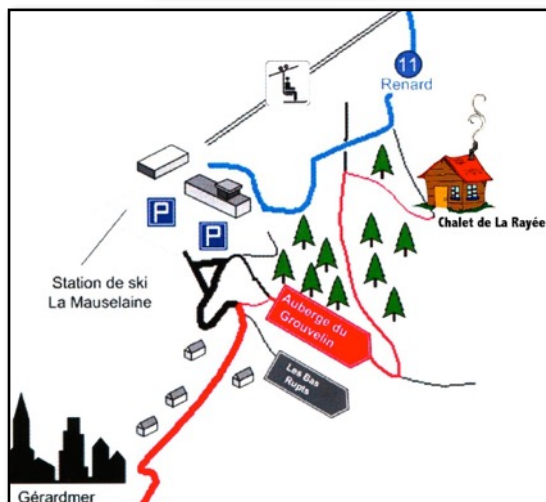 11
Renard
Chalet de La Rayée
P
P
Station de ski
La Mauselaine
Auberge du
Grouvelin
Les Bas
Rupts
Gérardmer